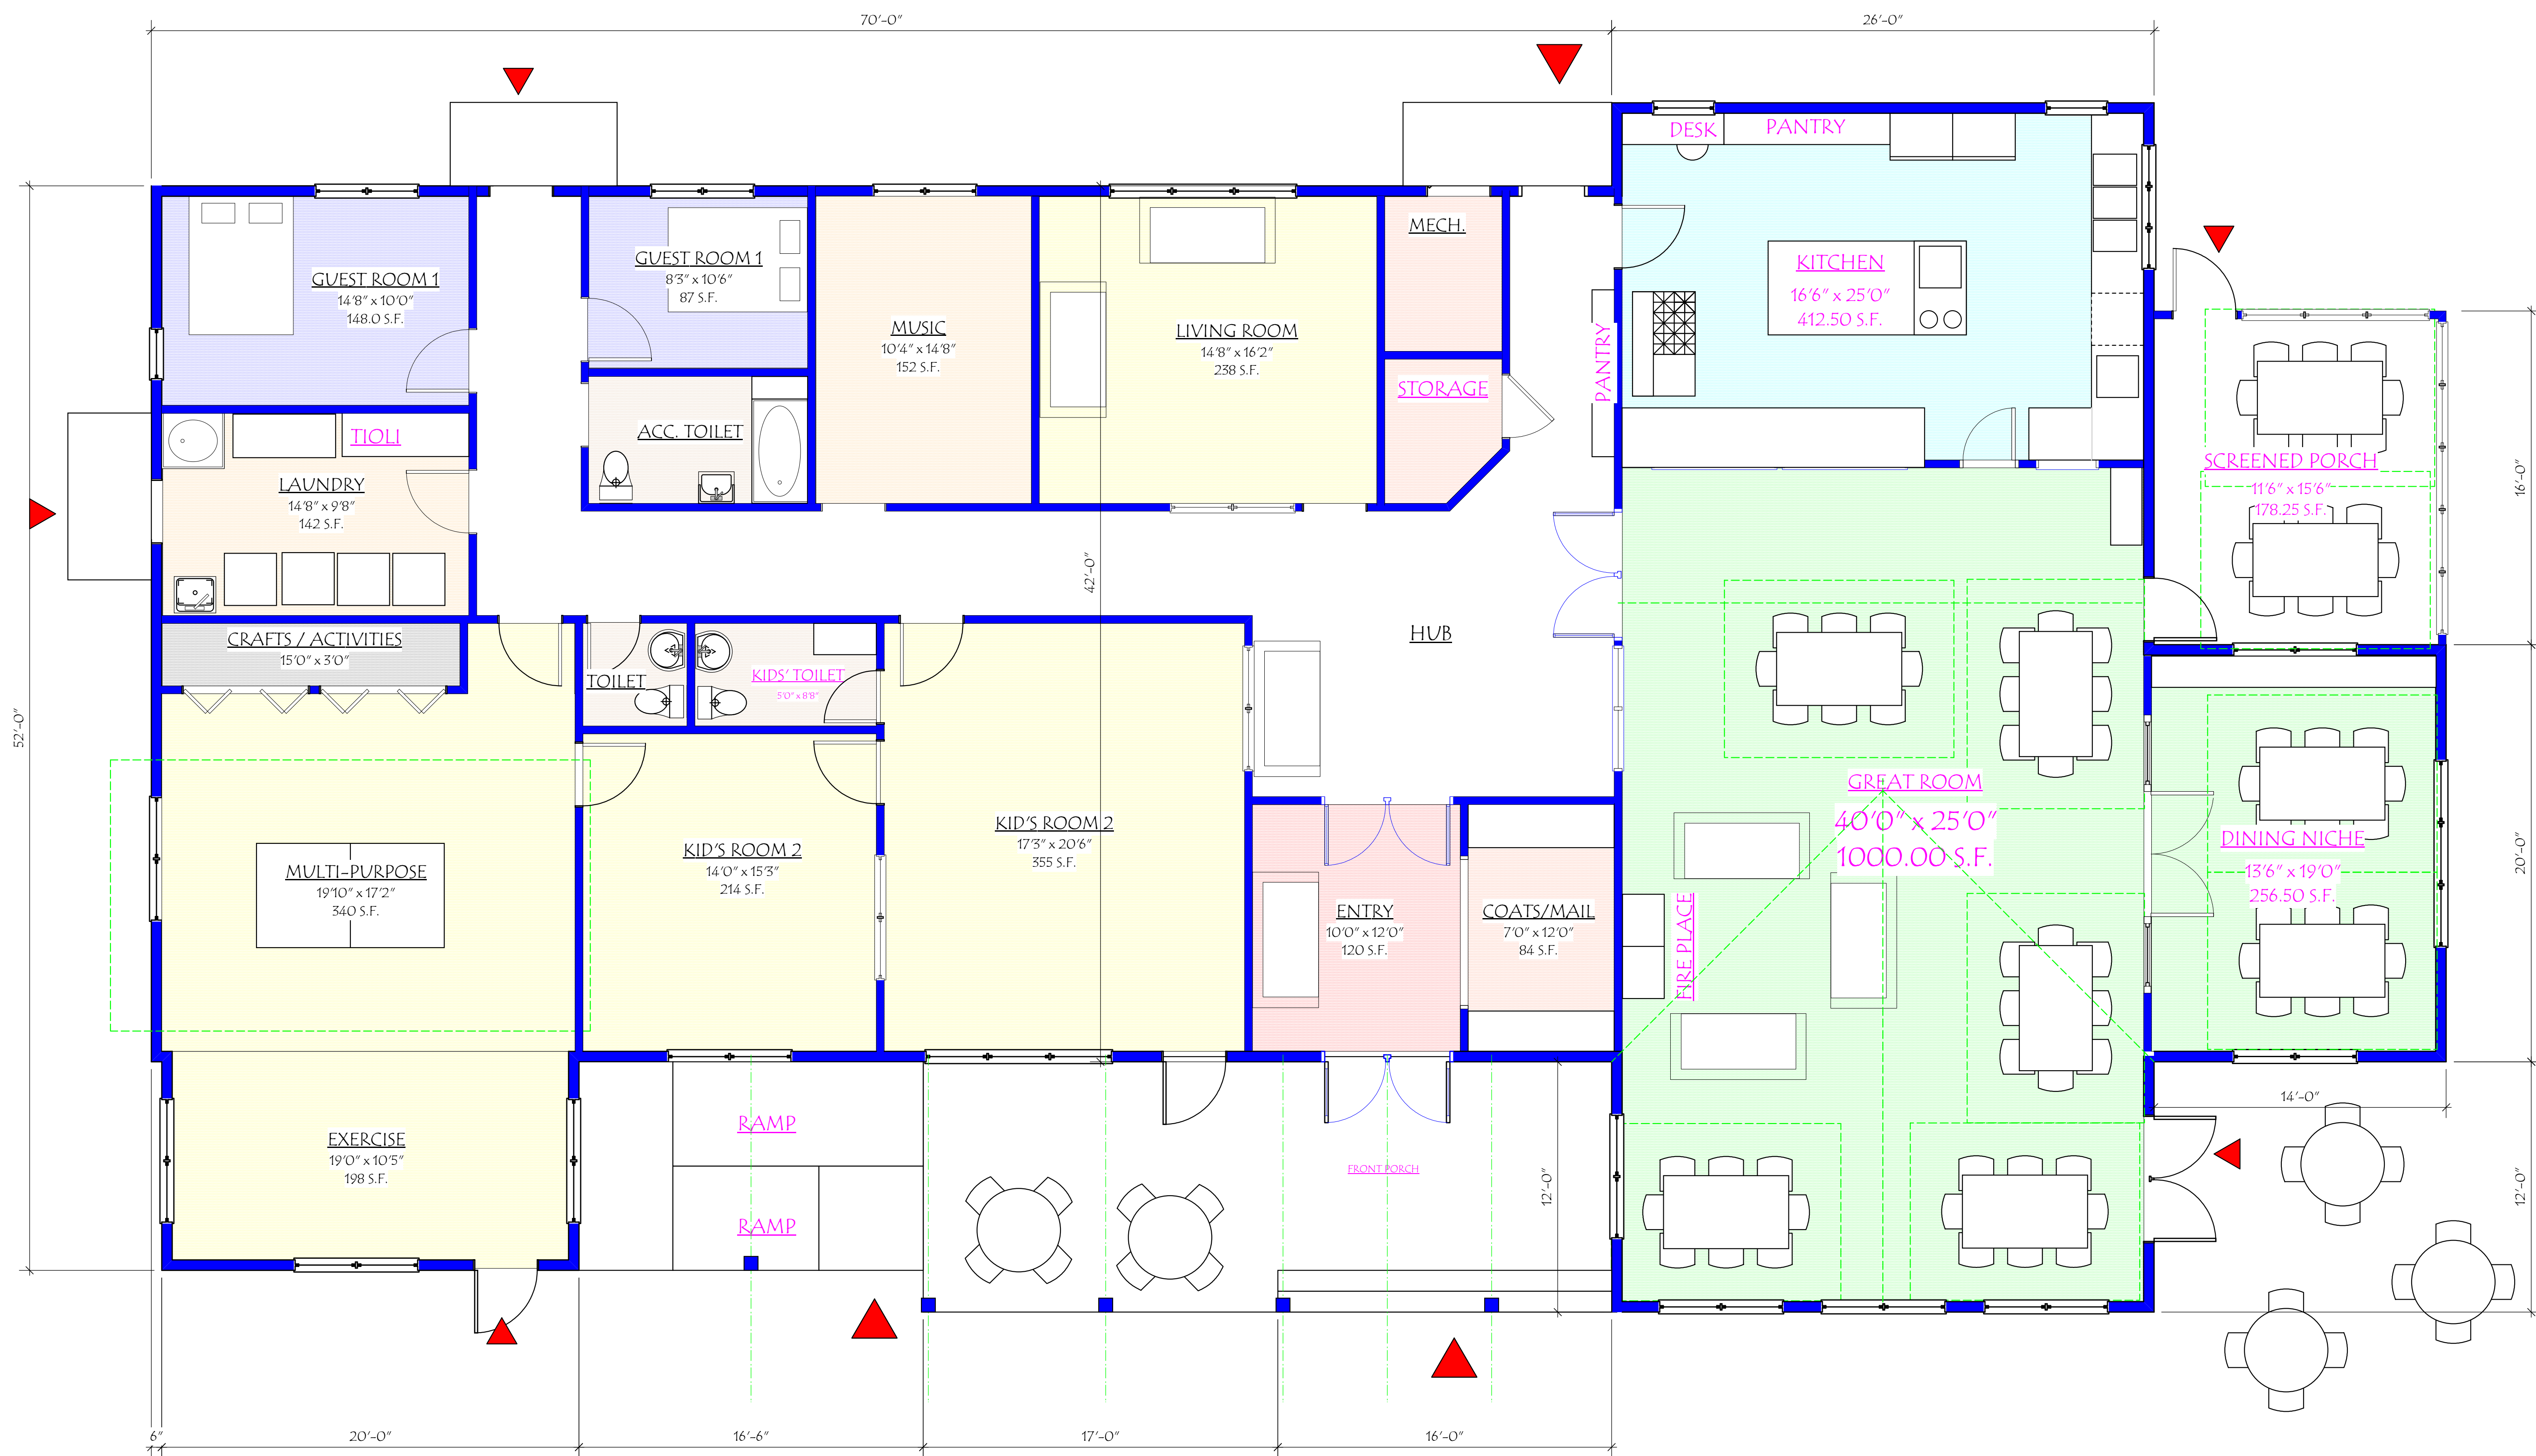 70'-0"
26'-0"
DESK
PANTRY
GUEST ROOM 1
14'8" x 10'0"
148.0 S.F.
GUEST ROOM 1
8'3" x 10'6"
87 S.F.
MUSIC
10'4" x 14'8"
152 S.F.
LIVING ROOM
14'8" x 16'2"
238 S.F.
MECH.
STORAGE
PANTRY
KITCHEN
16'6" x 25'0"
412.50 S.F.
TIOLI
LAUNDRY
14'8" x 9'8"
142 S.F.
ACC. TOILET
SCREENED PORCH
11'6" x 15'6"
178.25 S.F.
16'-0"
42'-0"
CRAFTS / ACTIVITIES
15'0" x 3'0"
TOILET
KIDS' TOILET
5'0" x 8'8"
HUB
52'-0"
MULTI-PURPOSE
19'10" x 17'2"
340 S.F.
KID'S ROOM 2
14'0" x 15'3"
214 S.F.
KID'S ROOM 2
17'3" x 20'6"
355 S.F.
ENTRY
10'0" x 12'0"
120 S.F.
COATS/MAIL
7'0" x 12'0"
84 S.F.
FIRE PLACE
GREAT ROOM
40'0" x 25'0"
1000.00 S.F.
DINING NICHE
13'6" x 19'0"
256.50 S.F.
20'-0"
14'-0"
EXERCISE
19'0" x 10'5"
198 S.F.
RAMP
RAMP
FRONT PORCH
12'-0"
12'-0"
6"
20'-0"
16'-6"
17'-0"
16'-0"